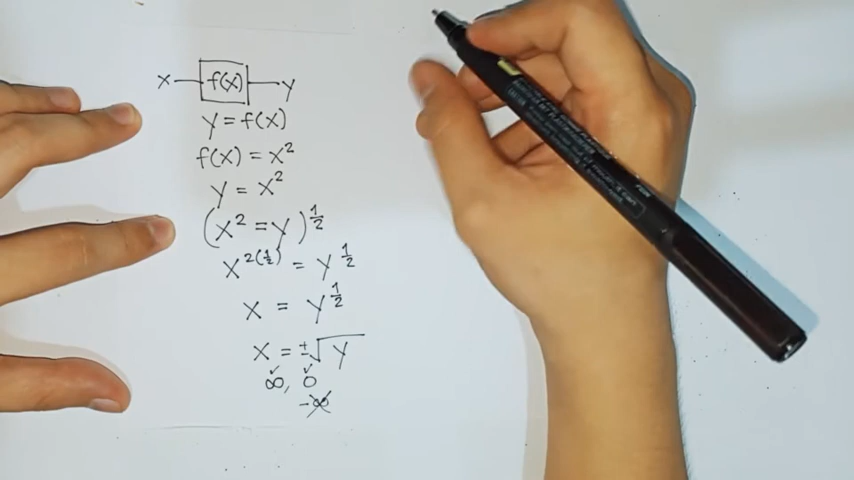 x f(x) y
y = f(x)
f(x) = x²
y = x²
(x² = y)^½
x^2(½) = y^½
x = y^½
x = ±√y
∞, 0
-∞